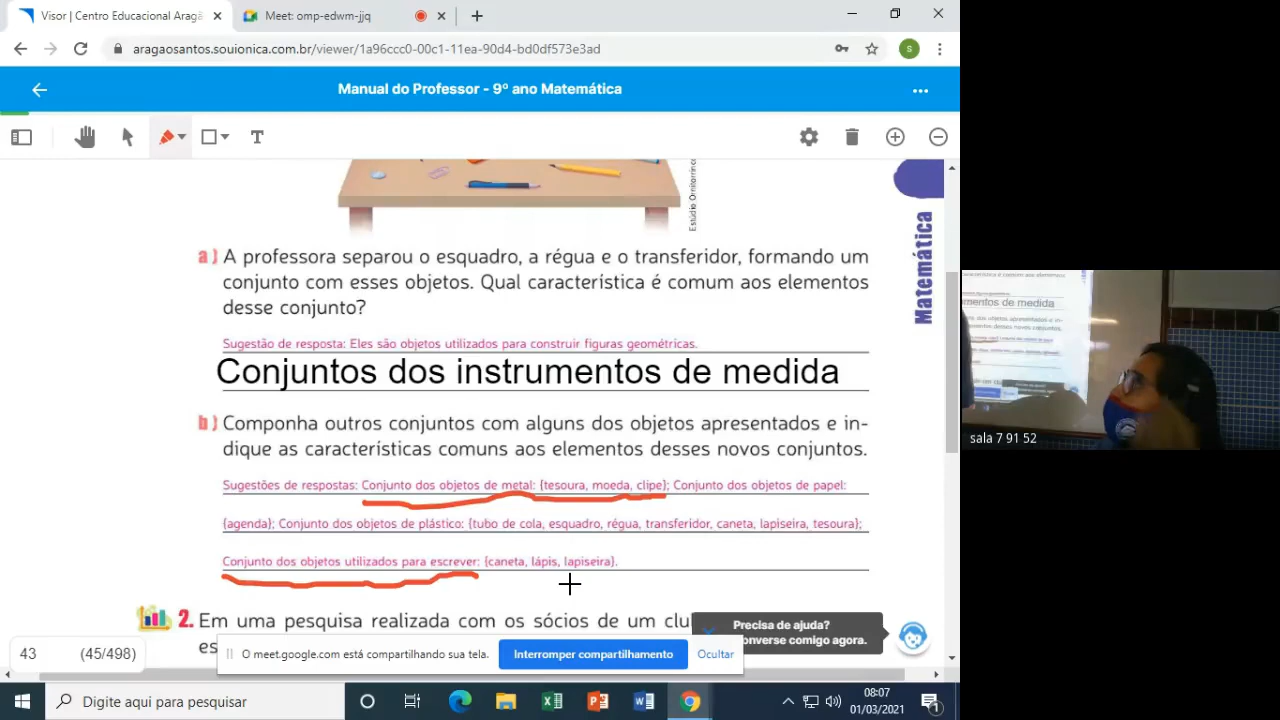 Visor | Centro Educacional Aragã
Meet: omp-edwm-jjq
aragaosantos.souionica.com.br/viewer/1a96ccc0-00c1-11ea-90d4-bd0df573e3ad
S
Manual do Professor - 9º ano Matemática
T
Estúdio Ornitorrinc
Matemática
a) A professora separou o esquadro, a régua e o transferidor, formando um
conjunto com esses objetos. Qual característica é comum aos elementos
desse conjunto?
Sugestão de resposta: Eles são objetos utilizados para construir figuras geométricas.
Conjuntos dos instrumentos de medida
b) Componha outros conjuntos com alguns dos objetos apresentados e in-
dique as características comuns aos elementos desses novos conjuntos.
Sugestões de respostas: Conjunto dos objetos de metal: {tesoura, moeda, clipe}; Conjunto dos objetos de papel:
{agenda}; Conjunto dos objetos de plástico: {tubo de cola, esquadro, régua, transferidor, caneta, lapiseira, tesoura};
Conjunto dos objetos utilizados para escrever: {caneta, lápis, lapiseira}.
2. Em uma pesquisa realizada com os sócios de um clu
es
Precisa de ajuda?
onverse comigo agora.
43 (45/498)
O meet.google.com está compartilhando sua tela.
Interromper compartilhamento
Ocultar
Digite aqui para pesquisar
08:07
01/03/2021
1
mentos de medida
sala 7 91 52